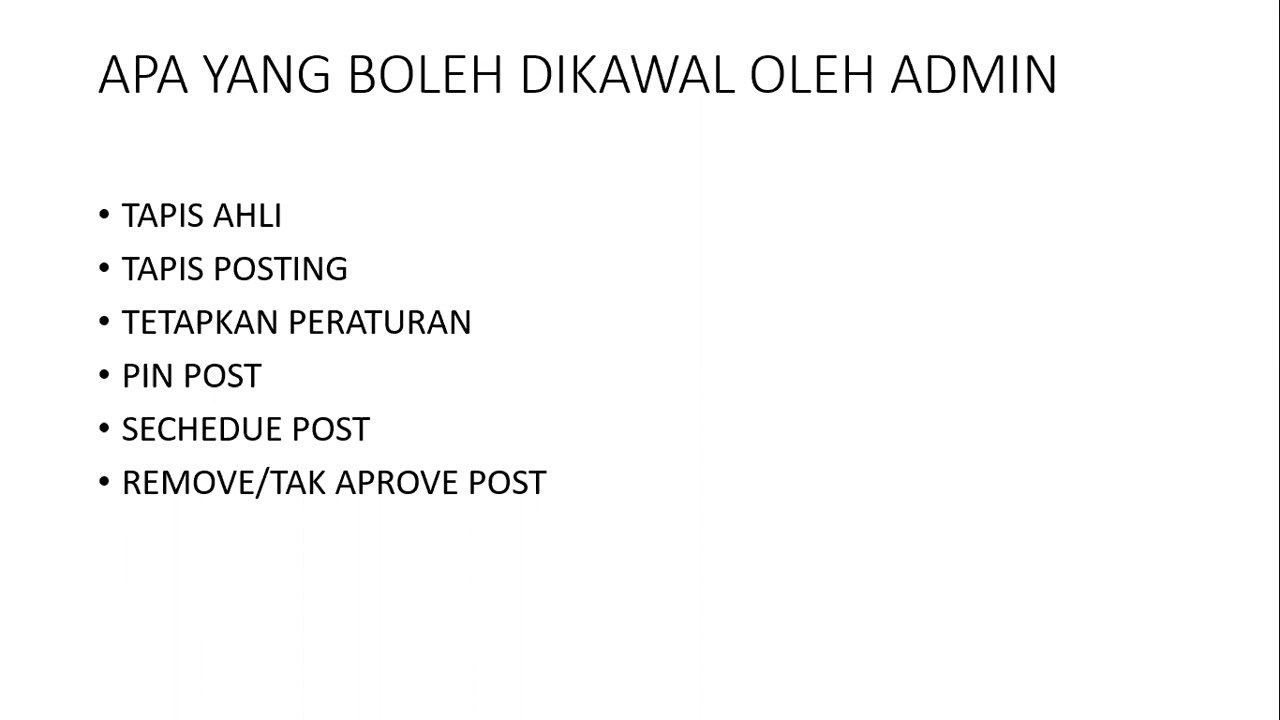 APA YANG BOLEH DIKAWAL OLEH ADMIN
• TAPIS AHLI
• TAPIS POSTING
• TETAPKAN PERATURAN
• PIN POST
• SECHEDUE POST
• REMOVE/TAK APROVE POST